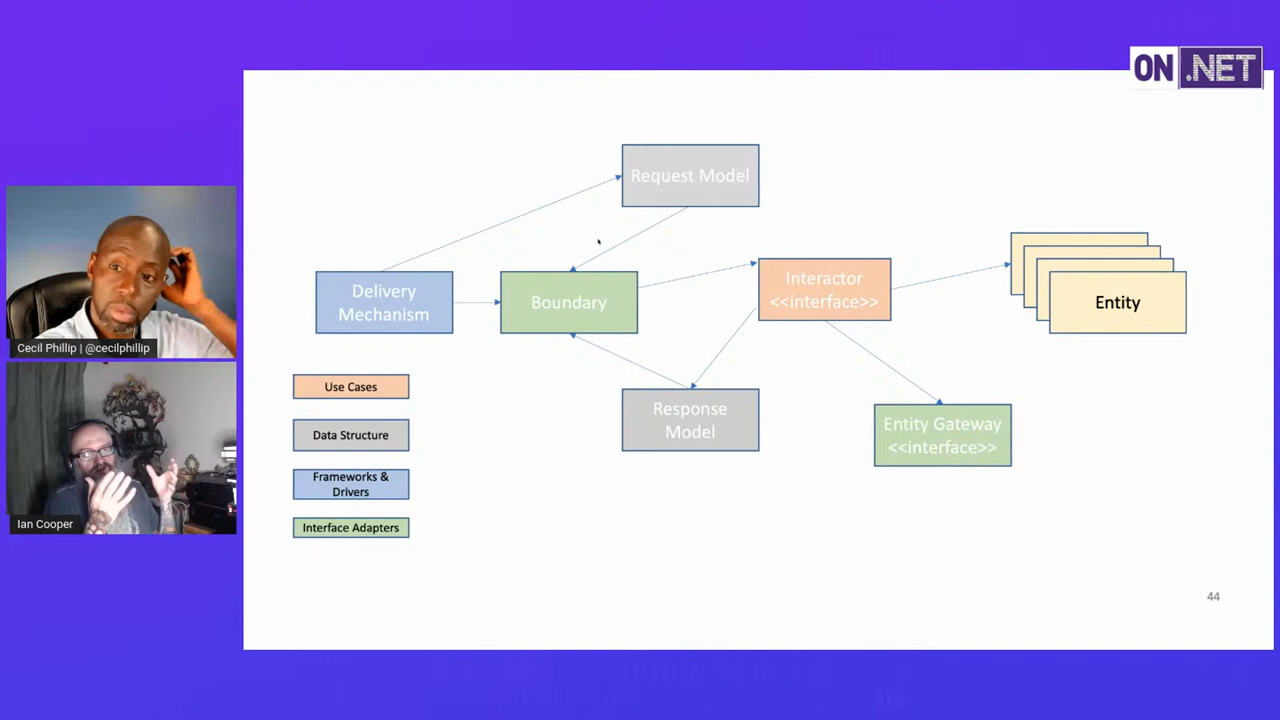 ON .NET
Request Model
Delivery
Mechanism
Boundary
Interactor
<<interface>>
Entity
Use Cases
Data Structure
Frameworks &
Drivers
Interface Adapters
Response
Model
Entity Gateway
<<interface>>
Cecil Phillip | @cecilphillip
Ian Cooper
44